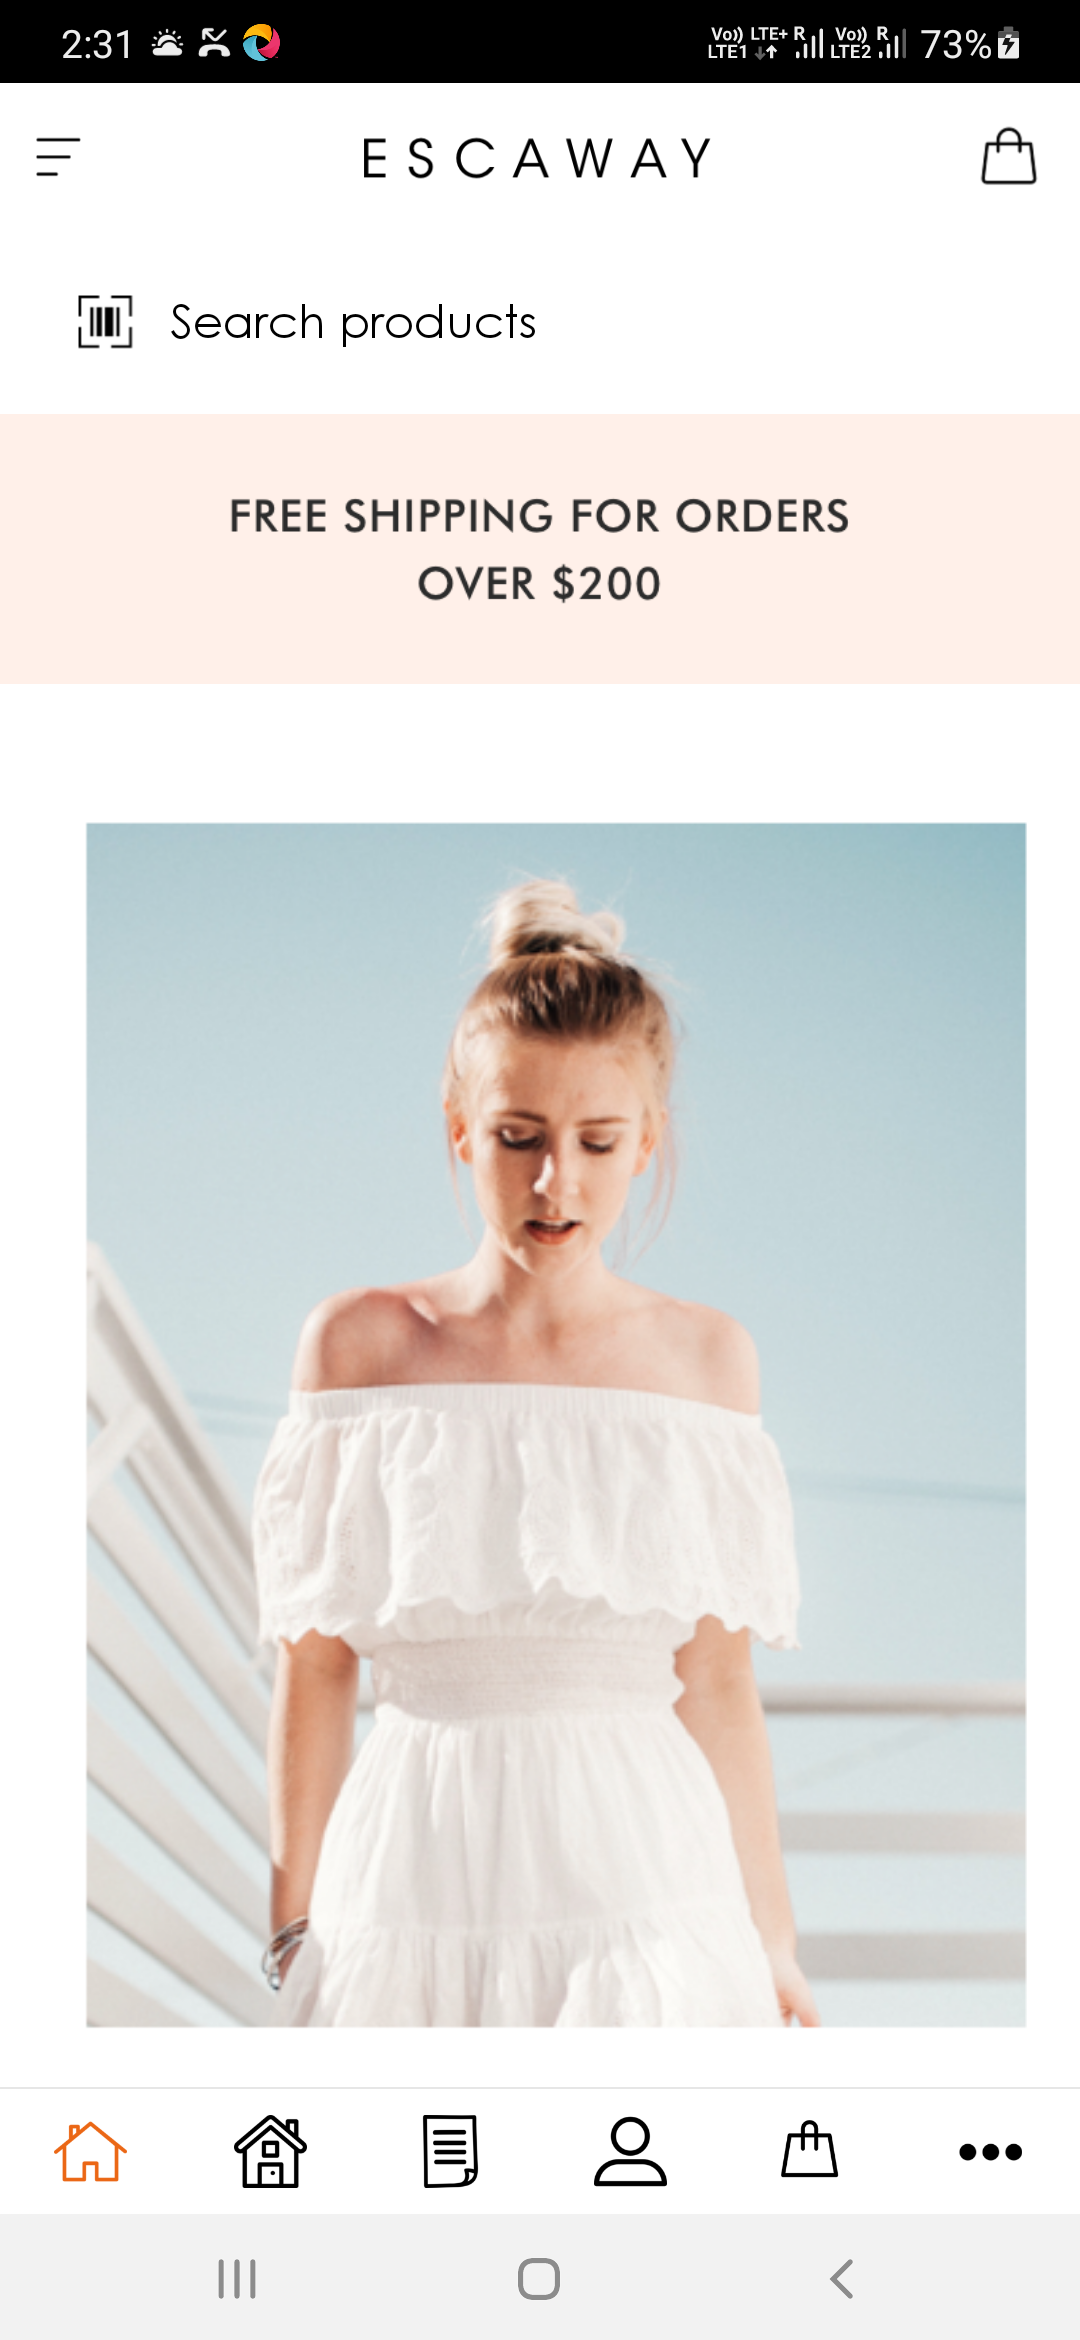 2:31
Vo)) LTE+ R Vo)) R 73%
LTE1 LTE2
ESCAWAY
Search products
FREE SHIPPING FOR ORDERS
OVER $200